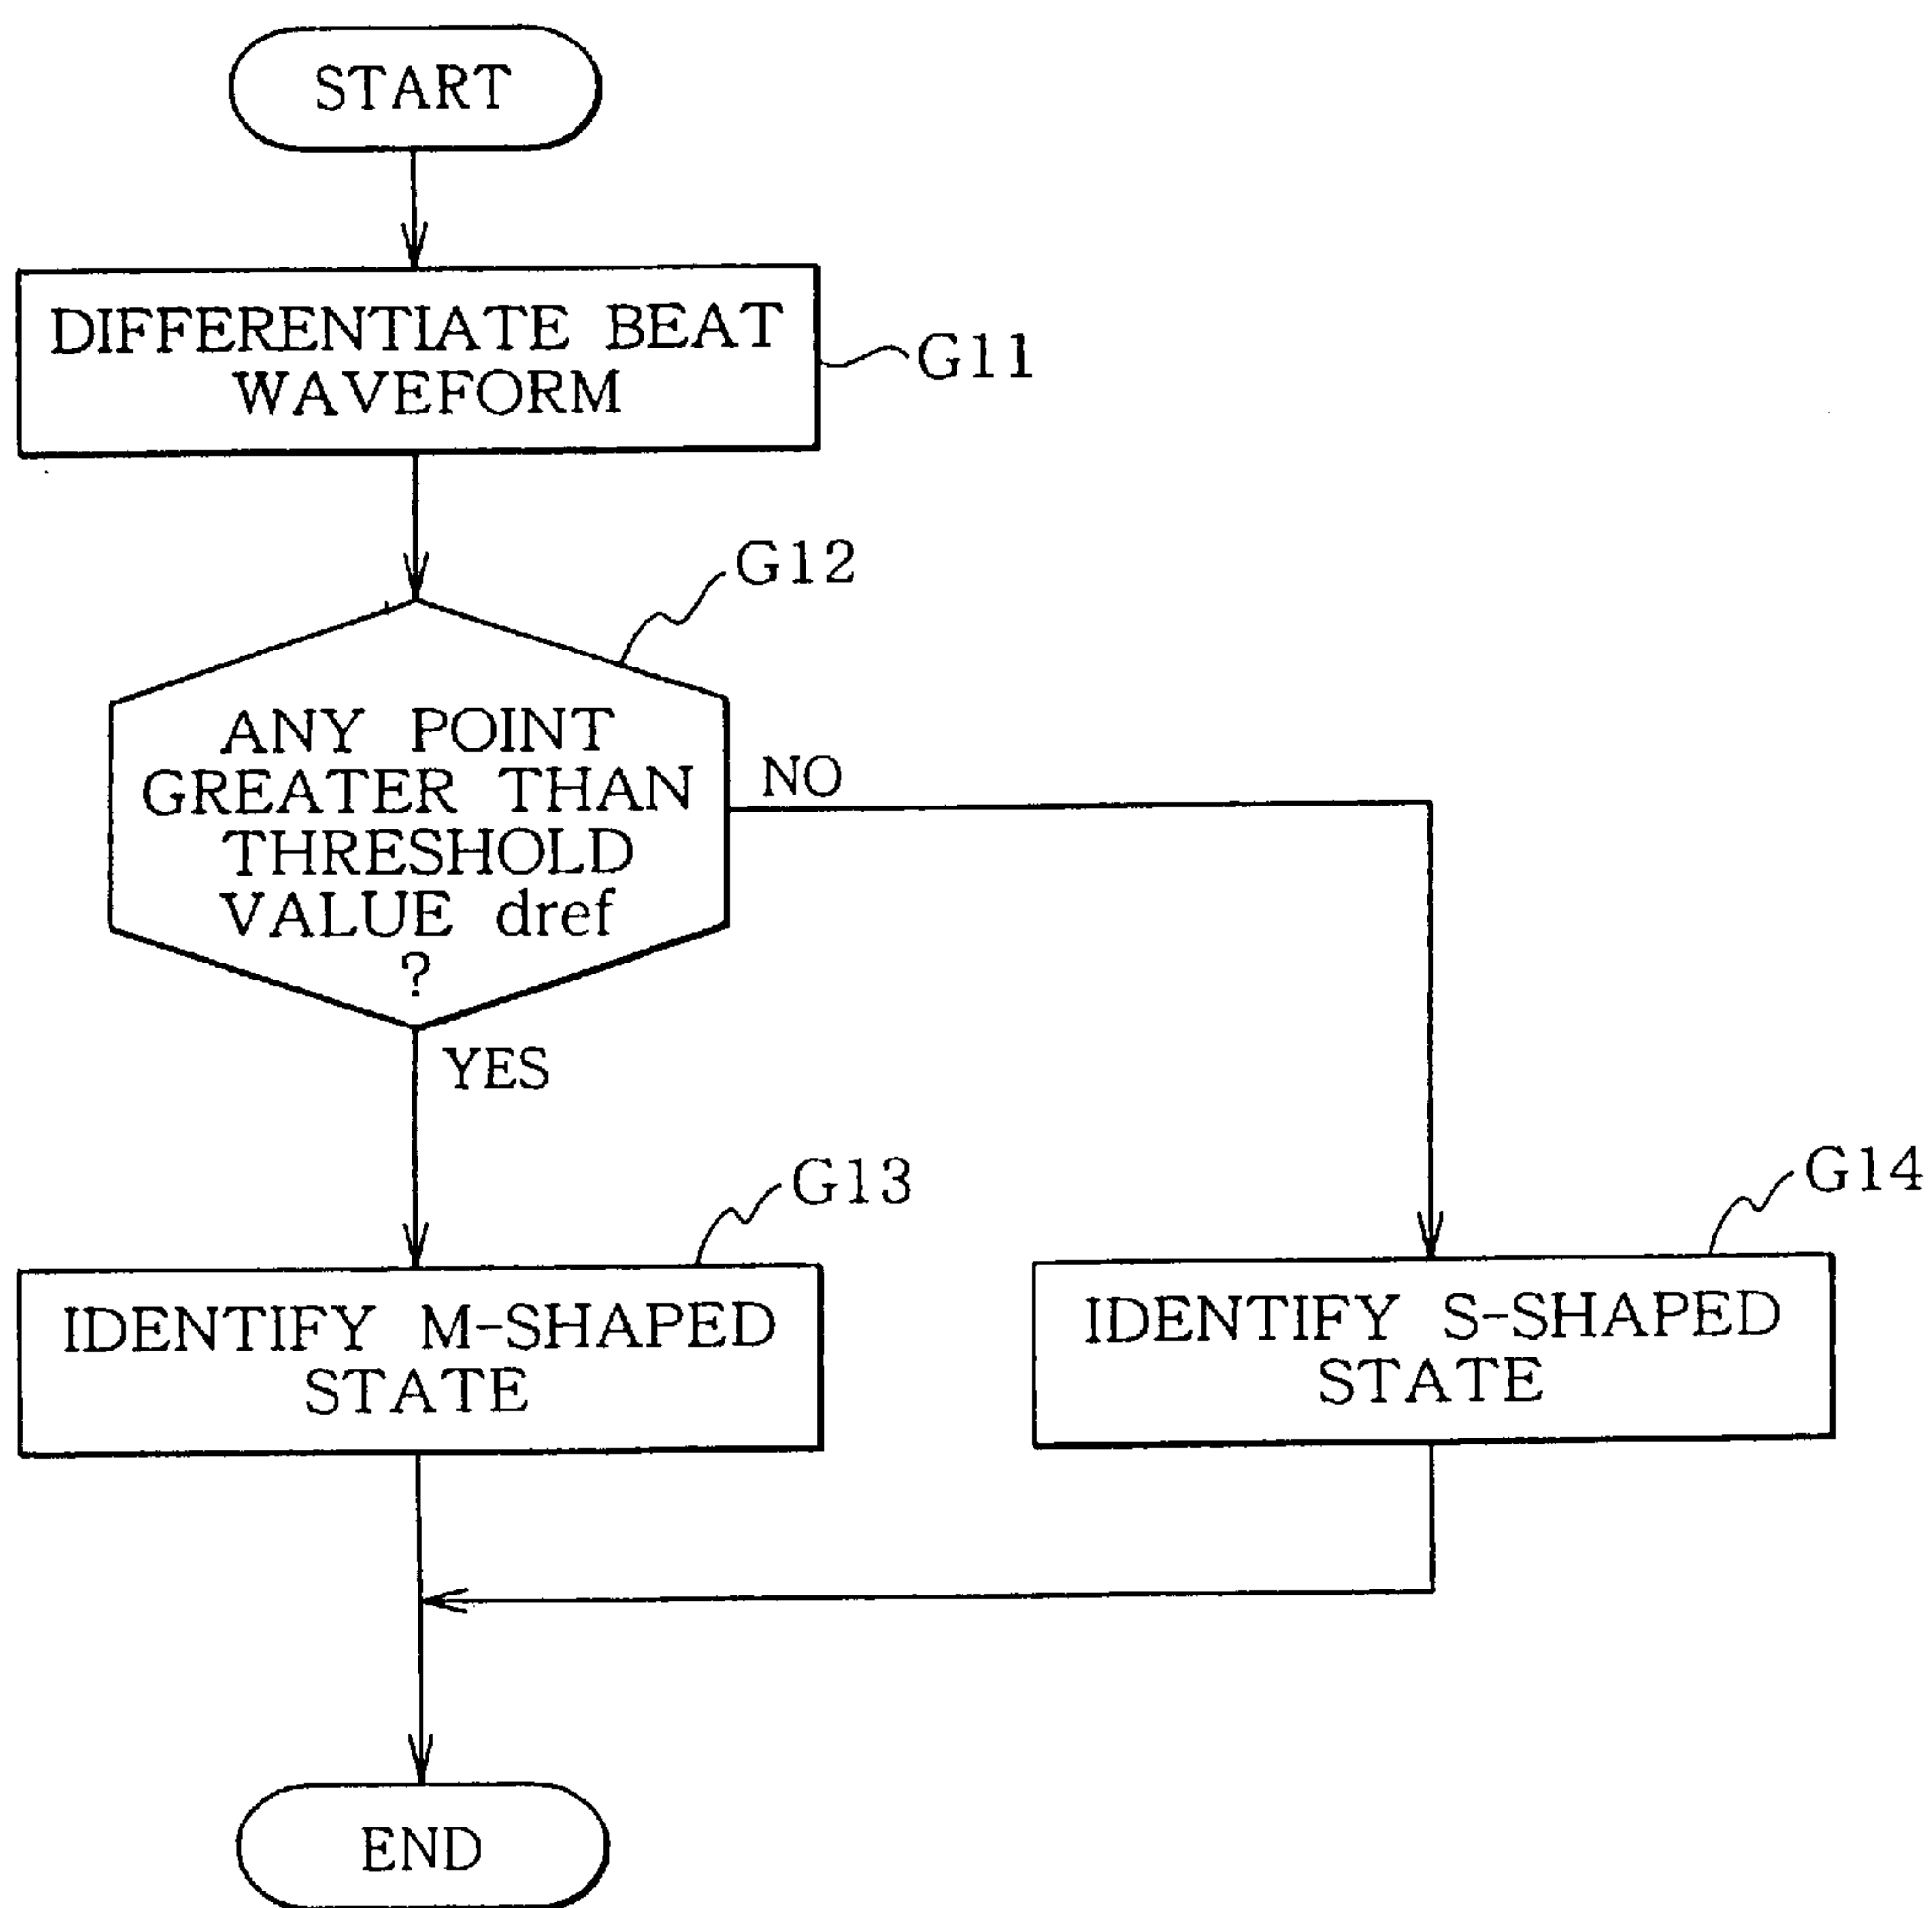 START
DIFFERENTIATE BEAT
WAVEFORM
G11
G12
ANY POINT
GREATER THAN
THRESHOLD
VALUE dref
?
NO
YES
G13
G14
IDENTIFY M-SHAPED
STATE
IDENTIFY S-SHAPED
STATE
END